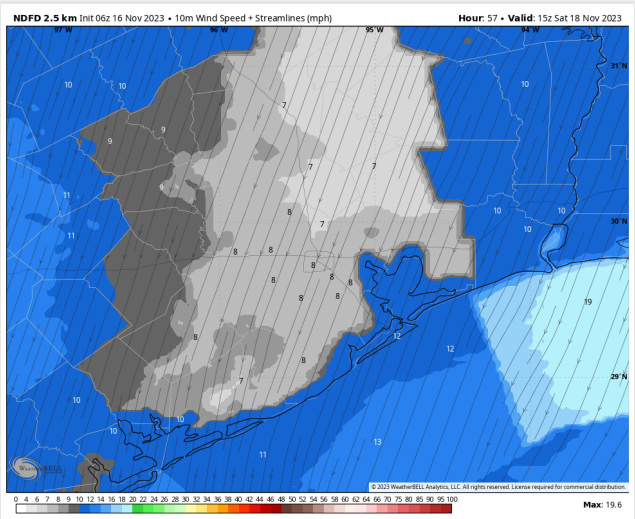 NDFD 2.5 km Init 06z 16 Nov 2023 • 10m Wind Speed + Streamlines (mph)
Hour: 57 • Valid: 15z Sat 18 Nov 2023
97°W 96°W 95°W 94°W
31°N
10 10 10
7
9 9
7 7
9
11 8 10 10 30°N
7
11 10
8 8
8 8
8 8
8 8
19
8 12
12
8
7 29°N
10
10
10
13
11
WEATHERBELL
© 2023 WeatherBELL Analytics, LLC. All rights reserved. License required for commercial distribution.
0 4 6 7 8 9 10 12 14 16 18 20 22 24 26 28 30 32 34 36 38 40 42 44 46 48 50 52 54 56 58 60 65 70 75 80 85 90 95 100
Max: 19.6